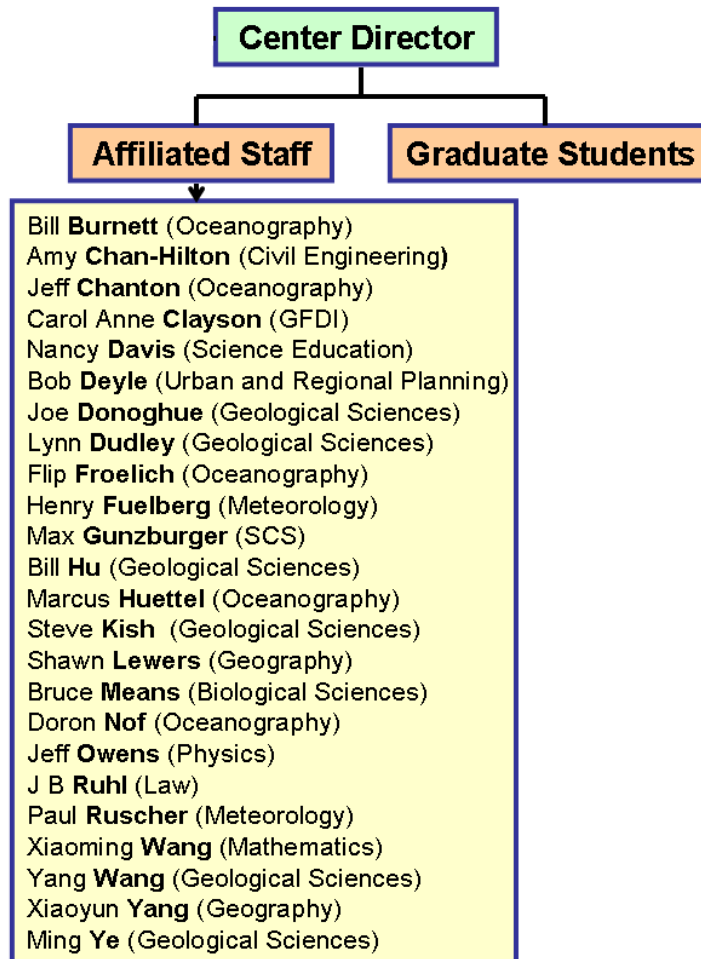 Center Director
Affiliated Staff
Graduate Students
Bill Burnett (Oceanography)
Amy Chan-Hilton (Civil Engineering)
Jeff Chanton (Oceanography)
Carol Anne Clayson (GFDI)
Nancy Davis (Science Education)
Bob Deyle (Urban and Regional Planning)
Joe Donoghue (Geological Sciences)
Lynn Dudley (Geological Sciences)
Flip Froelich (Oceanography)
Henry Fuelberg (Meteorology)
Max Gunzburger (SCS)
Bill Hu (Geological Sciences)
Marcus Huettel (Oceanography)
Steve Kish (Geological Sciences)
Shawn Lewers (Geography)
Bruce Means (Biological Sciences)
Doron Nof (Oceanography)
Jeff Owens (Physics)
J B Ruhl (Law)
Paul Ruscher (Meteorology)
Xiaoming Wang (Mathematics)
Yang Wang (Geological Sciences)
Xiaoyun Yang (Geography)
Ming Ye (Geological Sciences)